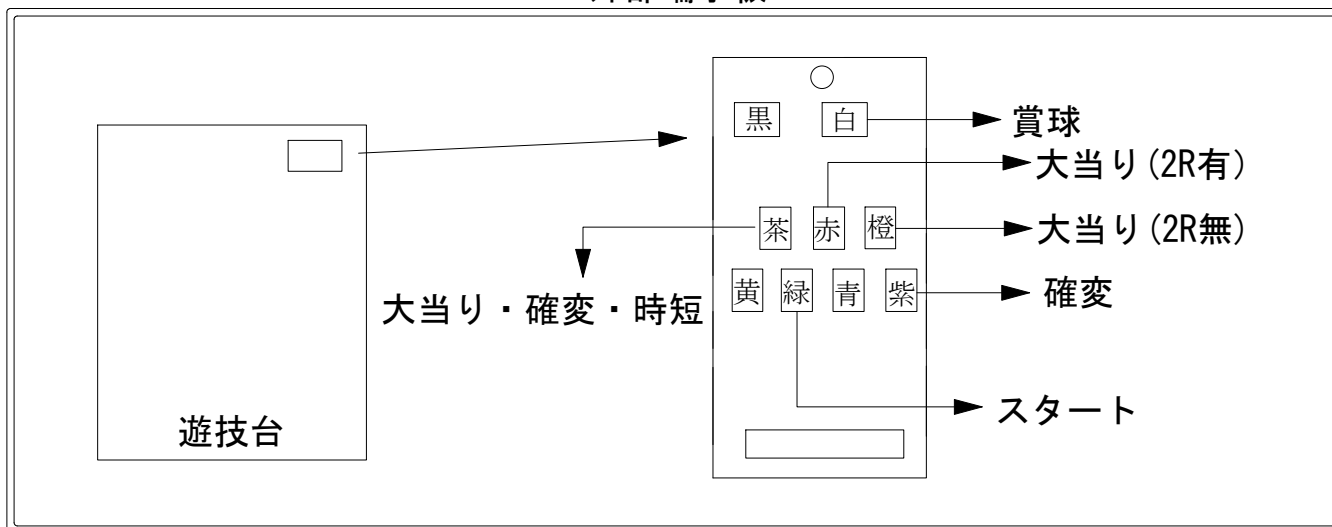 黒 白 賞球
大当り(2R有)
茶 赤 橙 大当り(2R無)
大当り・確変・時短
黄 緑 青 紫 確変
スタート
遊技台